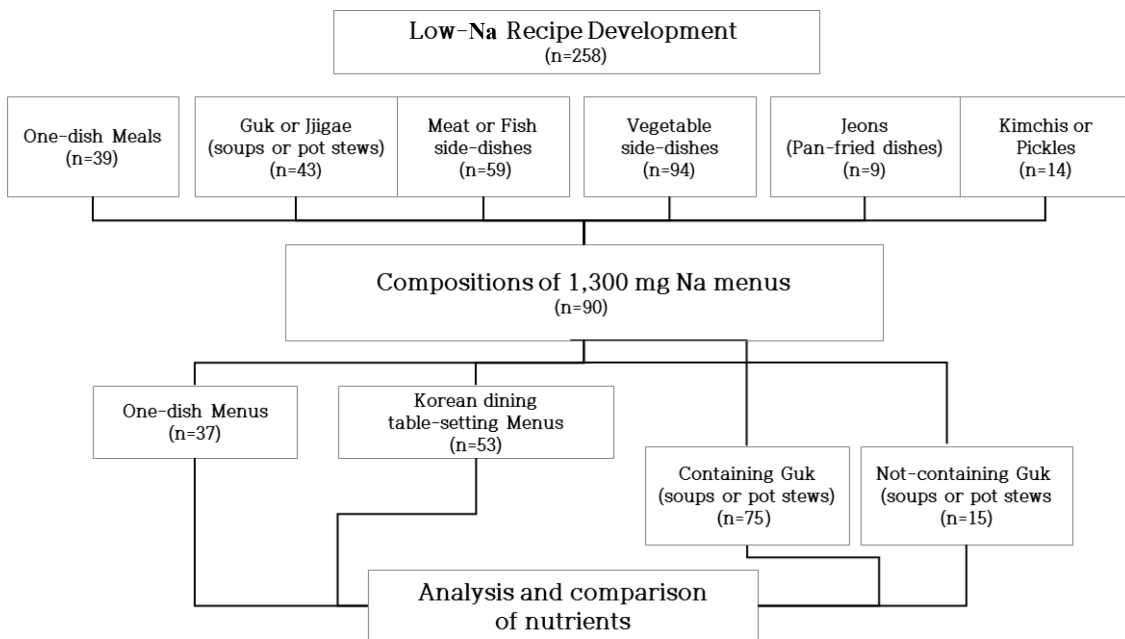 Low-Na Recipe Development
(n=258)
One-dish Meals
(n=39)
Guk or Jjigae
(soups or pot stews)
(n=43)
Meat or Fish
side-dishes
(n=59)
Vegetable
side-dishes
(n=94)
Jeons
(Pan-fried dishes)
(n=9)
Kimchis or
Pickles
(n=14)
Compositions of 1,300 mg Na menus
(n=90)
One-dish Menus
(n=37)
Korean dining
table-setting Menus
(n=53)
Containing Guk
(soups or pot stews)
(n=75)
Not-containing Guk
(soups or pot stews
(n=15)
Analysis and comparison
of nutrients